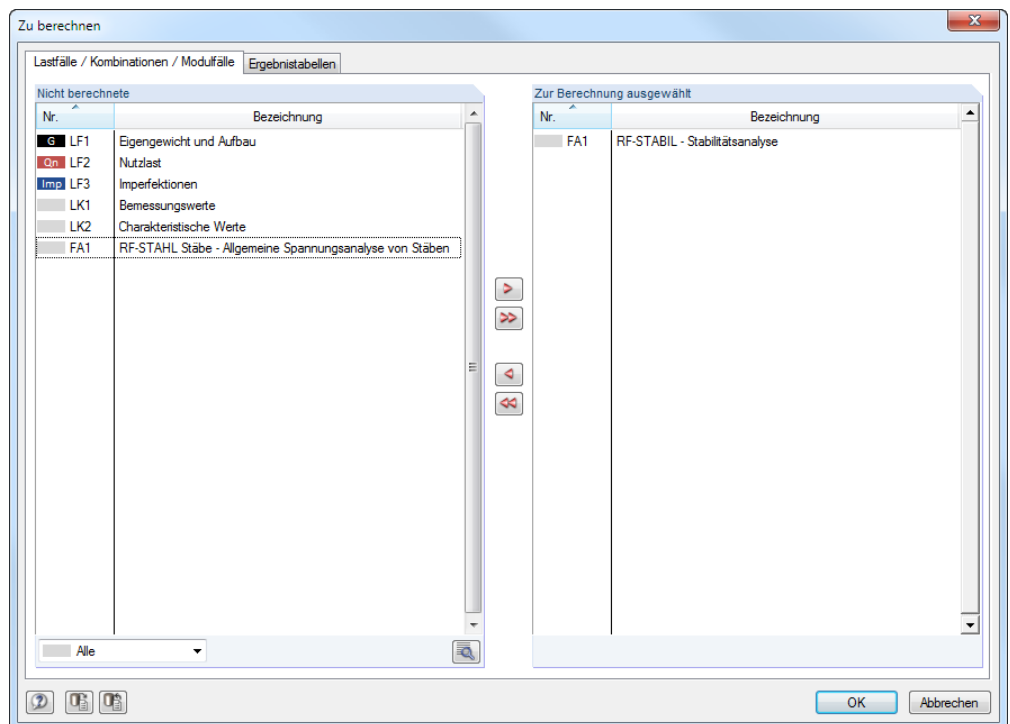 Zu berechnen
Lastfälle / Kombinationen / Modulfälle Ergebnistabellen
Nicht berechnete
Nr. Bezeichnung
G LF1 Eigengewicht und Aufbau
Qn LF2 Nutzlast
Imp LF3 Imperfektionen
LK1 Bemessungswerte
LK2 Charakteristische Werte
FA1 RF-STAHL Stäbe - Allgemeine Spannungsanalyse von Stäben
Alle
Zur Berechnung ausgewählt
Nr. Bezeichnung
FA1 RF-STABIL - Stabilitätsanalyse
OK Abbrechen